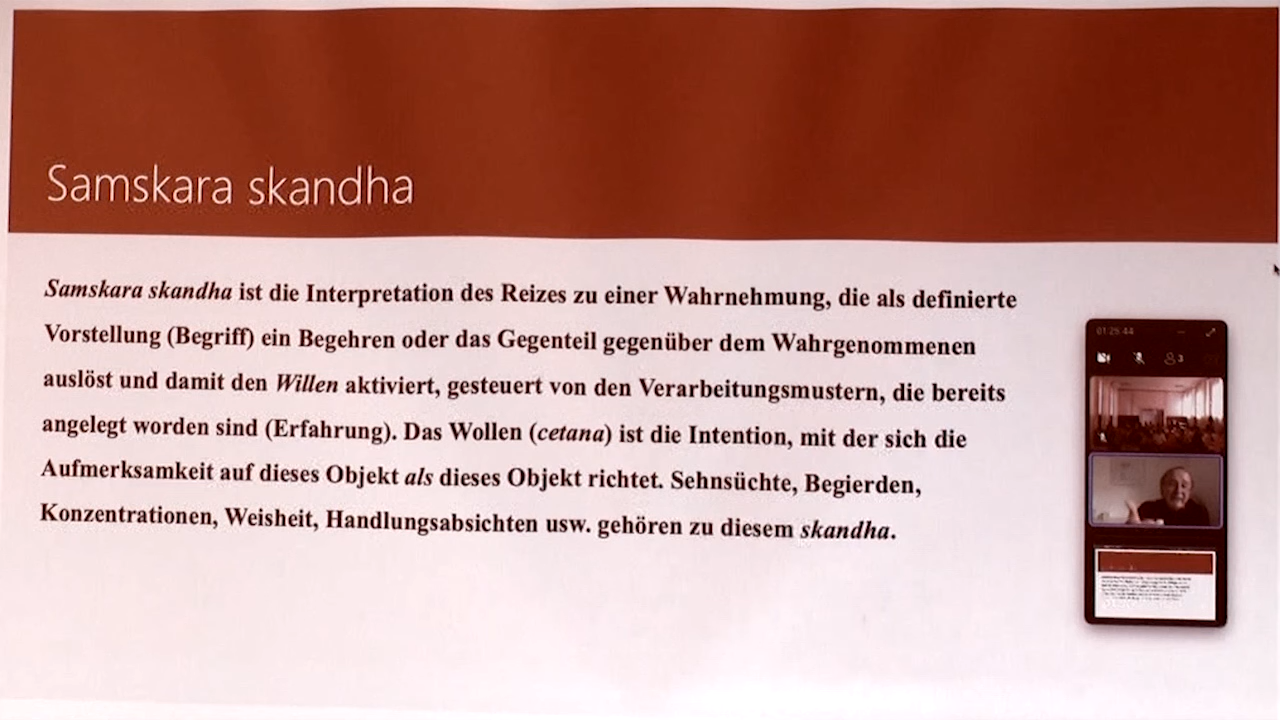 Samskara skandha
Samskara skandha ist die Interpretation des Reizes zu einer Wahrnehmung, die als definierte
Vorstellung (Begriff) ein Begehren oder das Gegenteil gegenüber dem Wahrgenommenen
auslöst und damit den Willen aktiviert, gesteuert von den Verarbeitungsmustern, die bereits
angelegt worden sind (Erfahrung). Das Wollen (cetana) ist die Intention, mit der sich die
Aufmerksamkeit auf dieses Objekt als dieses Objekt richtet. Sehnsüchte, Begierden,
Konzentrationen, Weisheit, Handlungsabsichten usw. gehören zu diesem skandha.
01:25:44
3